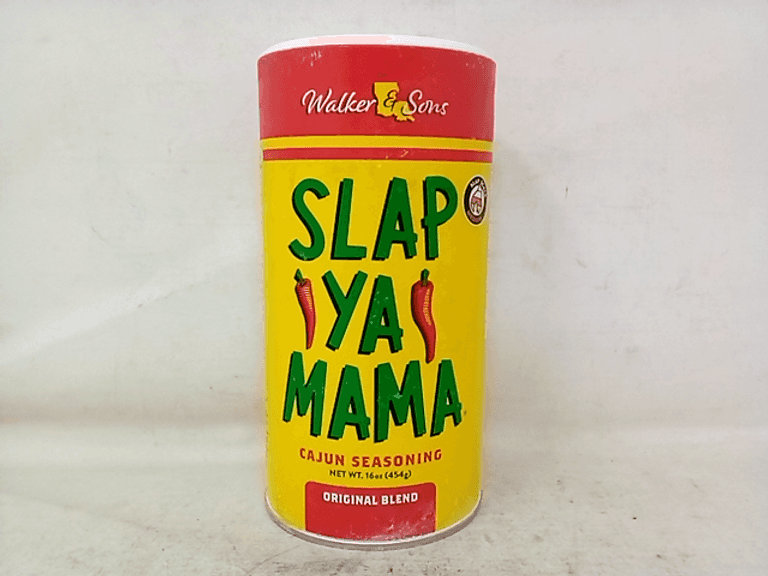 Walker & Sons
SLAP
YA
MAMA
CAJUN SEASONING
NET WT. 16oz (454g)
ORIGINAL BLEND